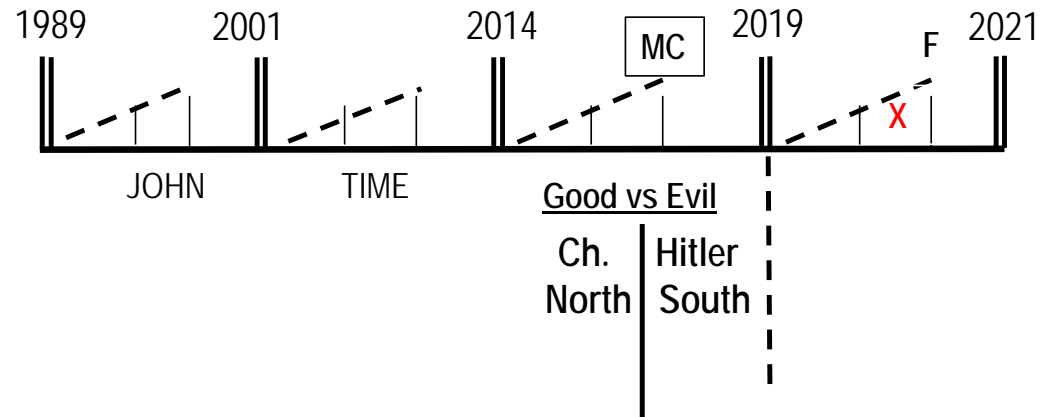 1989 2001 2014 2019 2021
MC F
X
JOHN TIME
Good vs Evil
Ch. Hitler
North South